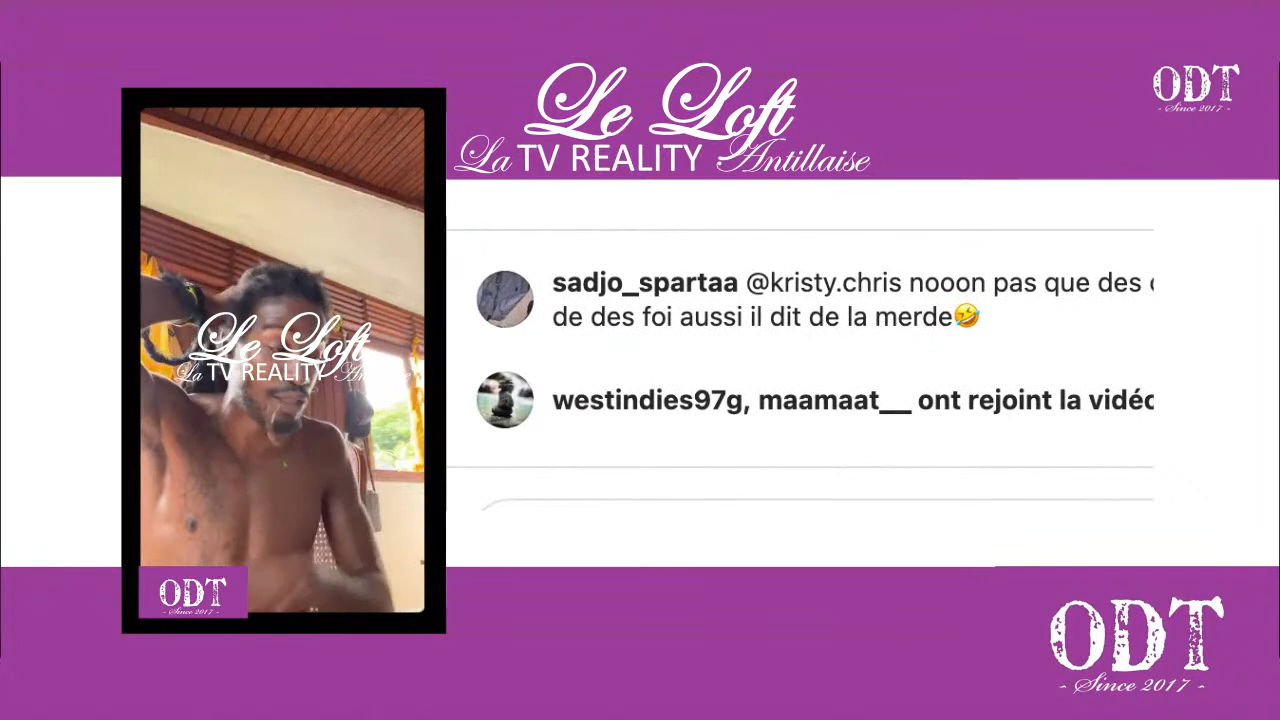 Le Loft
La TV REALITY Antillaise
ODT
- Since 2017 -
sadjo_spartaa @kristy.chris nooon pas que des
de des foi aussi il dit de la merde🤣
westindies97g, maamaat__ ont rejoint la vidéo
Le Loft
La TV REALITY
ODT
- Since 2017 -
ODT
- Since 2017 -